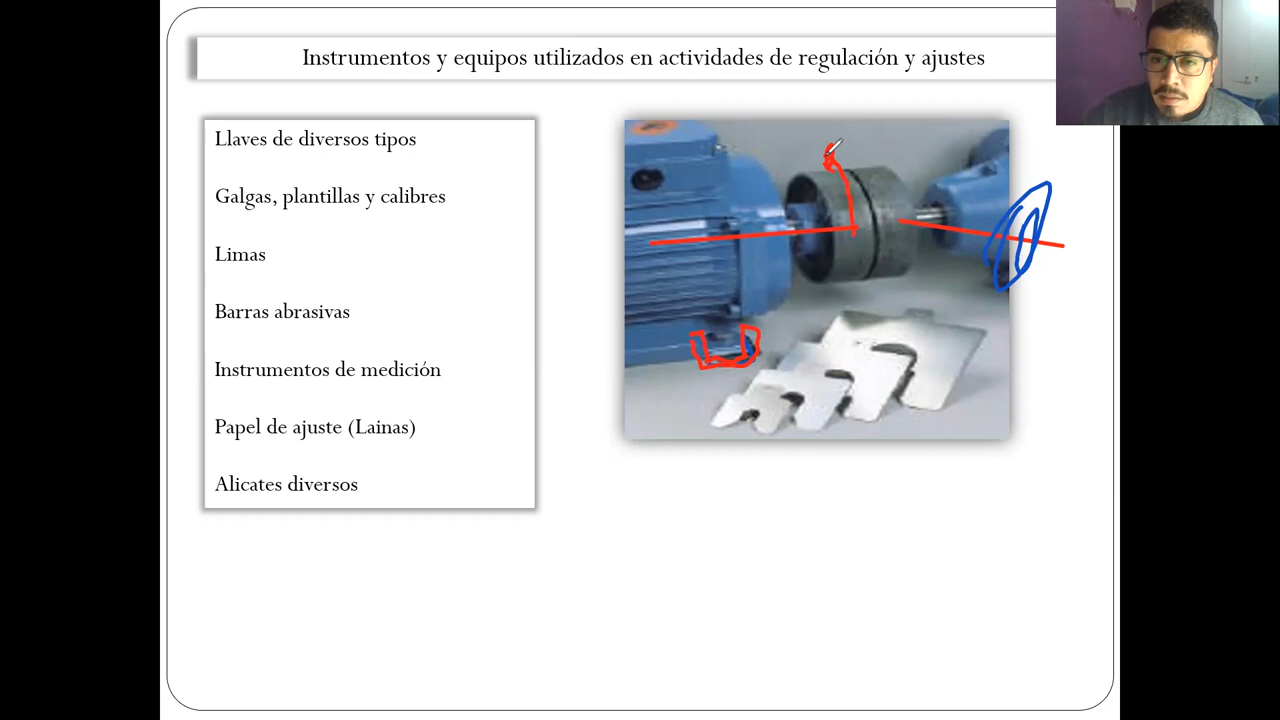 Instrumentos y equipos utilizados en actividades de regulación y ajustes
Llaves de diversos tipos
Galgas, plantillas y calibres
Limas
Barras abrasivas
Instrumentos de medición
Papel de ajuste (Lainas)
Alicates diversos